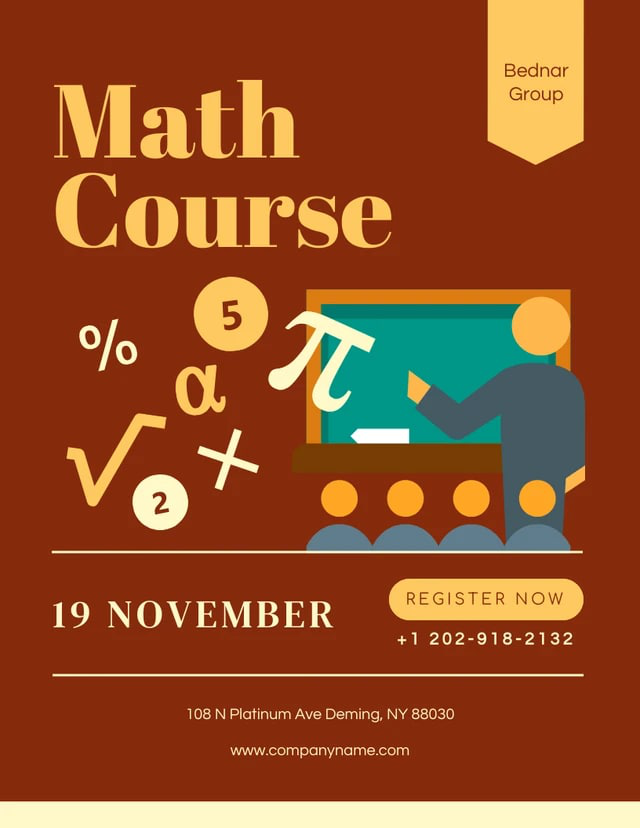 Bednar
Group
Math
Course
5
%
π
α
√
+
2
19 NOVEMBER
REGISTER NOW
+1 202-918-2132
108 N Platinum Ave Deming, NY 88030
www.companyname.com